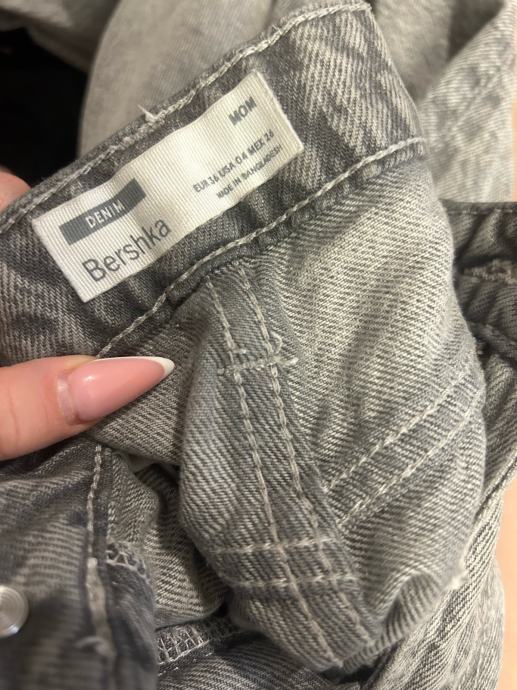 MOM
DENIM
Bershka
EUR 36 USA 04 MEX 26
MADE IN BANGLADESH